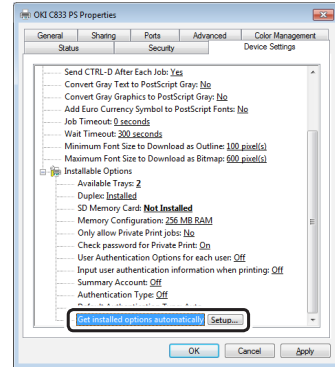 OKI C833 PS Properties
General Sharing Ports Advanced Color Management
Status Security Device Settings
Send CTRL-D After Each Job: Yes
Convert Gray Text to PostScript Gray: No
Convert Gray Graphics to PostScript Gray: No
Add Euro Currency Symbol to PostScript Fonts: No
Job Timeout: 0 seconds
Wait Timeout: 300 seconds
Minimum Font Size to Download as Outline: 100 pixel(s)
Maximum Font Size to Download as Bitmap: 600 pixel(s)
Installable Options
Available Trays: 2
Duplex: Installed
SD Memory Card: Not Installed
Memory Configuration: 256 MB RAM
Only allow Private Print jobs: No
Check password for Private Print: On
User Authentication Options for each user: Off
Input user authentication information when printing: Off
Summary Account: Off
Authentication Type: Off
Get installed options automatically Setup...
OK Cancel Apply